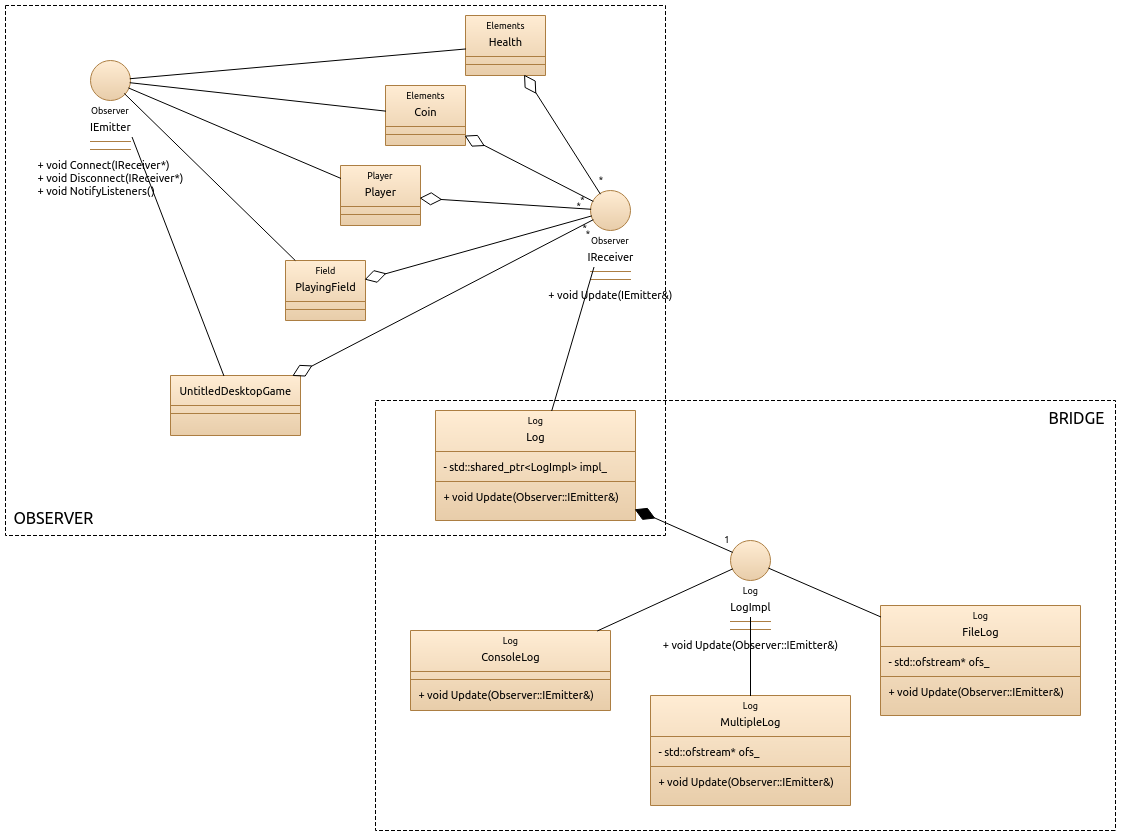 Elements
Health
Observer
IEmitter
+ void Connect(IReceiver*)
+ void Disconnect(IReceiver*)
+ void NotifyListeners()
Elements
Coin
Player
Player
*
*
*
*
*
Observer
IReceiver
+ void Update(IEmitter&)
Field
PlayingField
UntitledDesktopGame
OBSERVER
BRIDGE
Log
Log
- std::shared_ptr<LogImpl> impl_
+ void Update(Observer::IEmitter&)
1
Log
LogImpl
+ void Update(Observer::IEmitter&)
Log
ConsoleLog
+ void Update(Observer::IEmitter&)
Log
MultipleLog
- std::ofstream* ofs_
+ void Update(Observer::IEmitter&)
Log
FileLog
- std::ofstream* ofs_
+ void Update(Observer::IEmitter&)